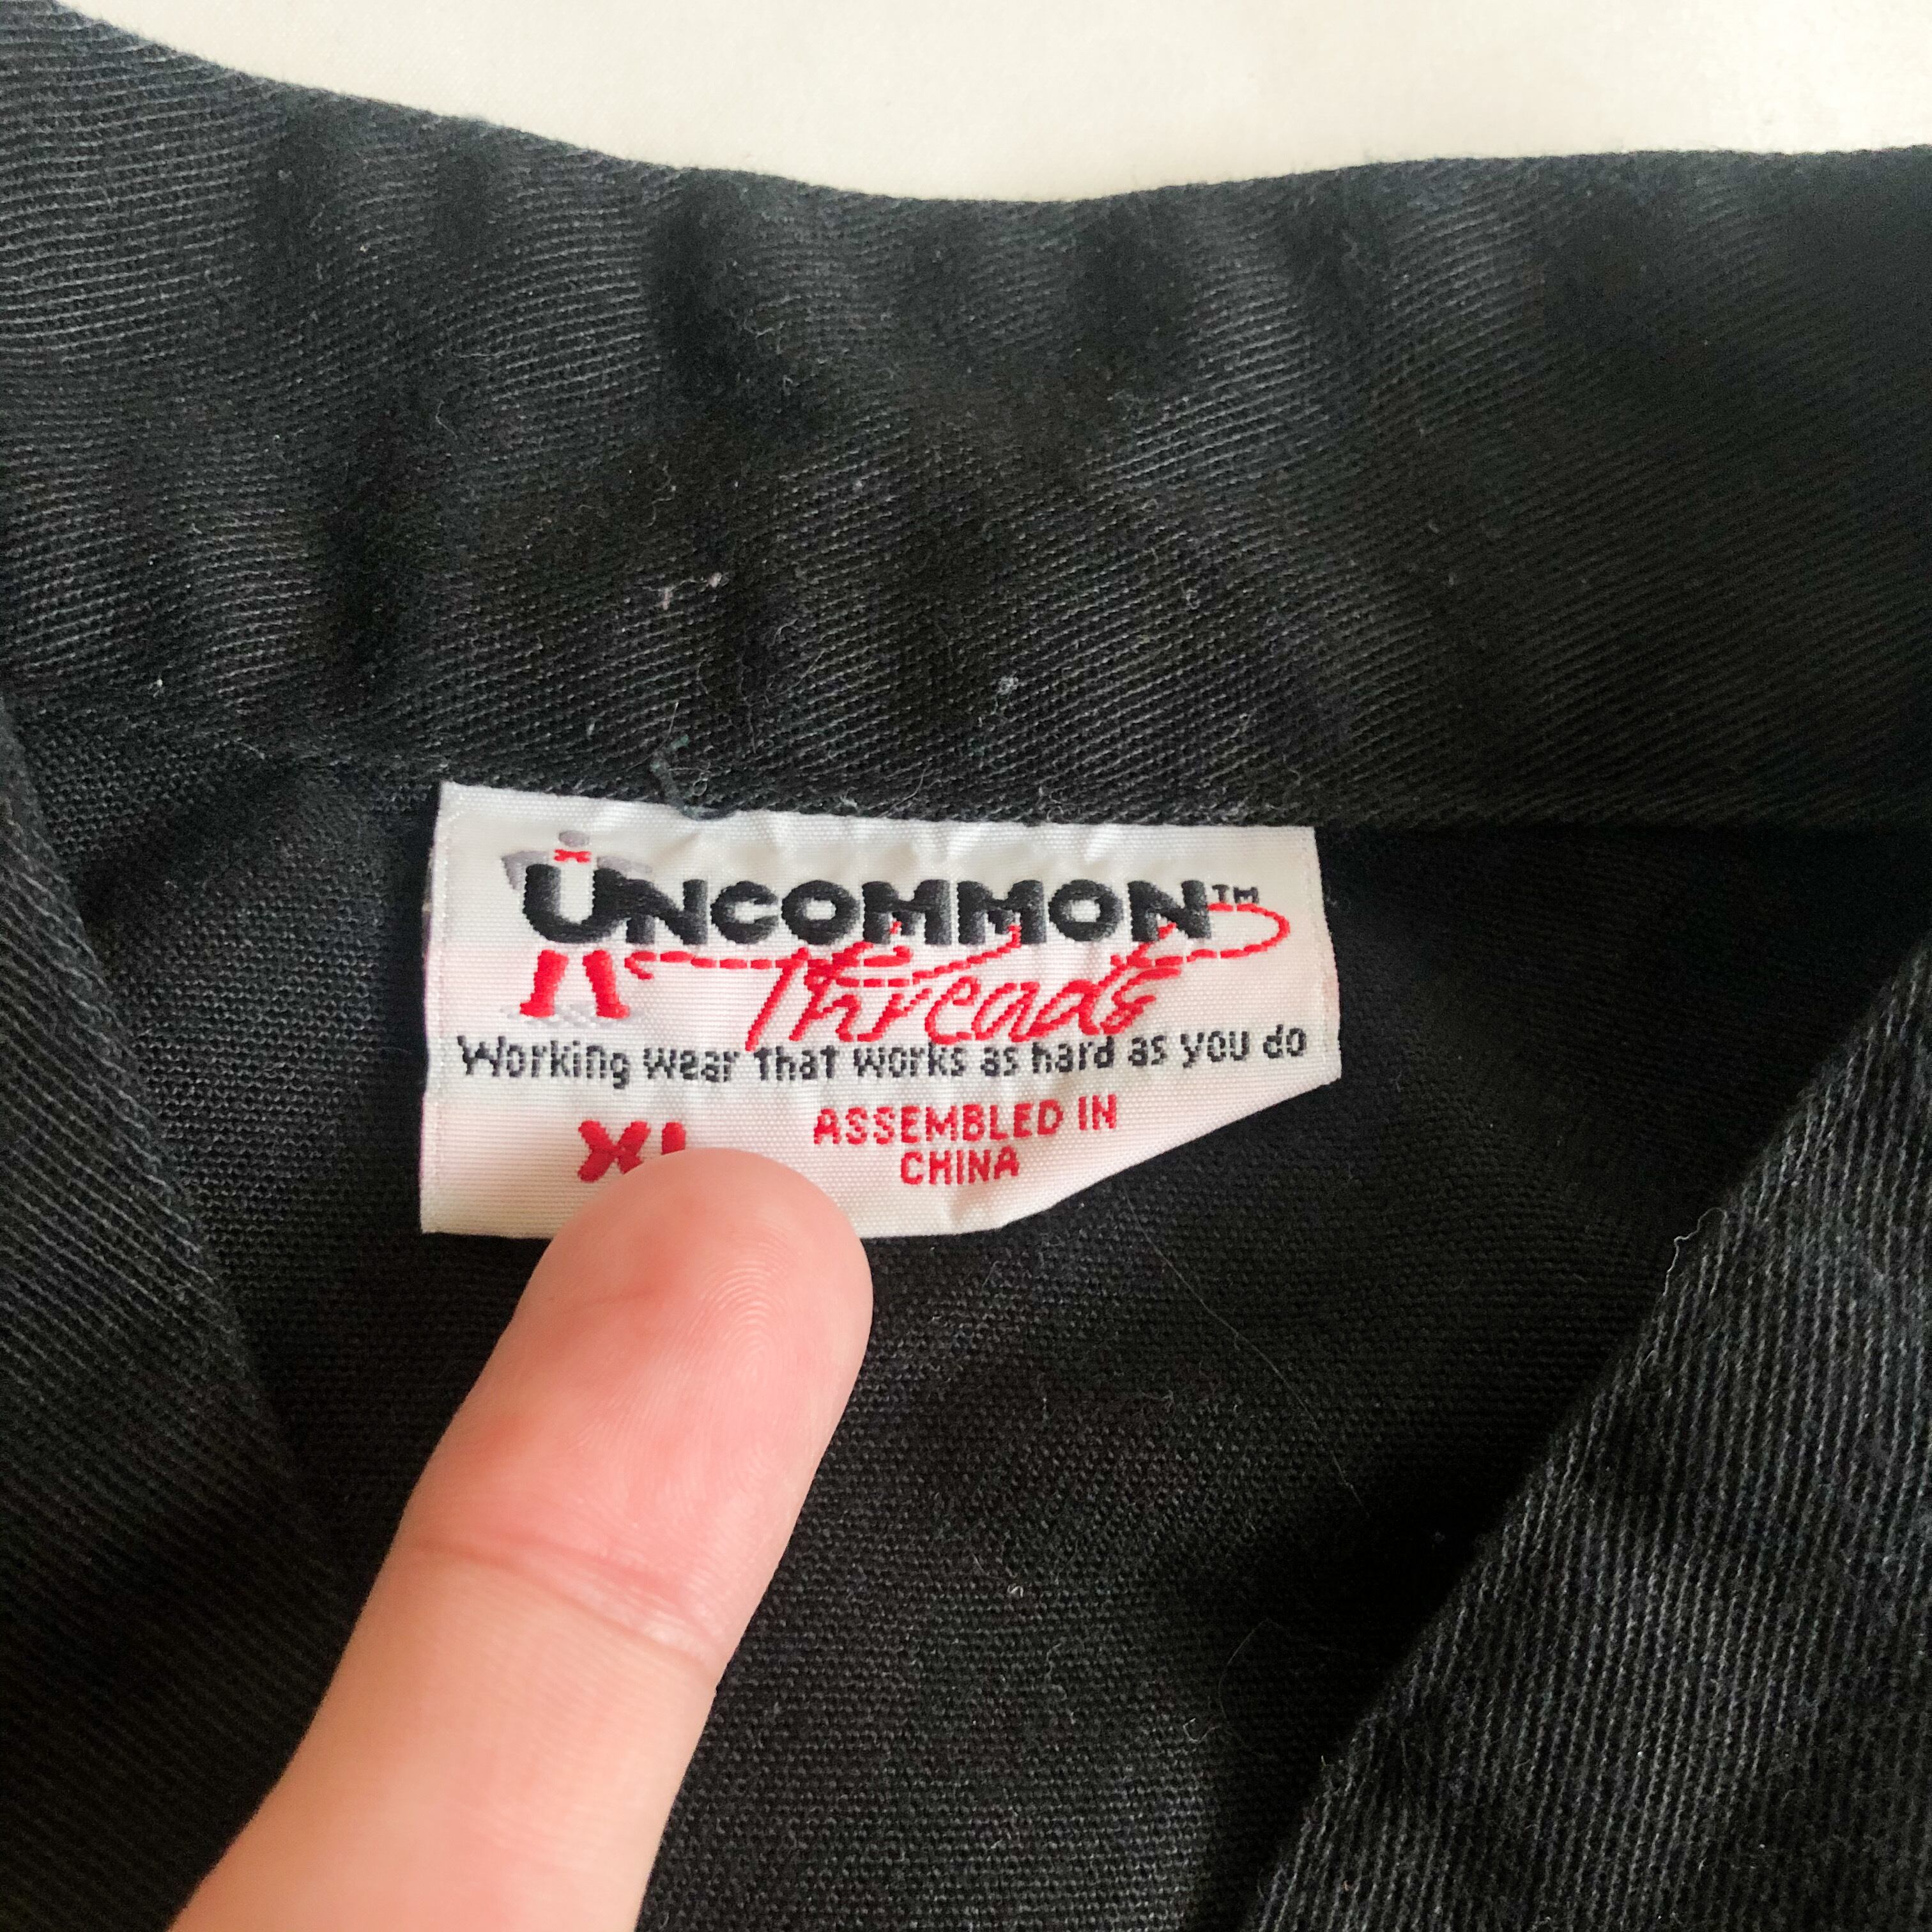 UNCOMMON™
Threads
Working wear that works as hard as you do
XL
ASSEMBLED IN
CHINA